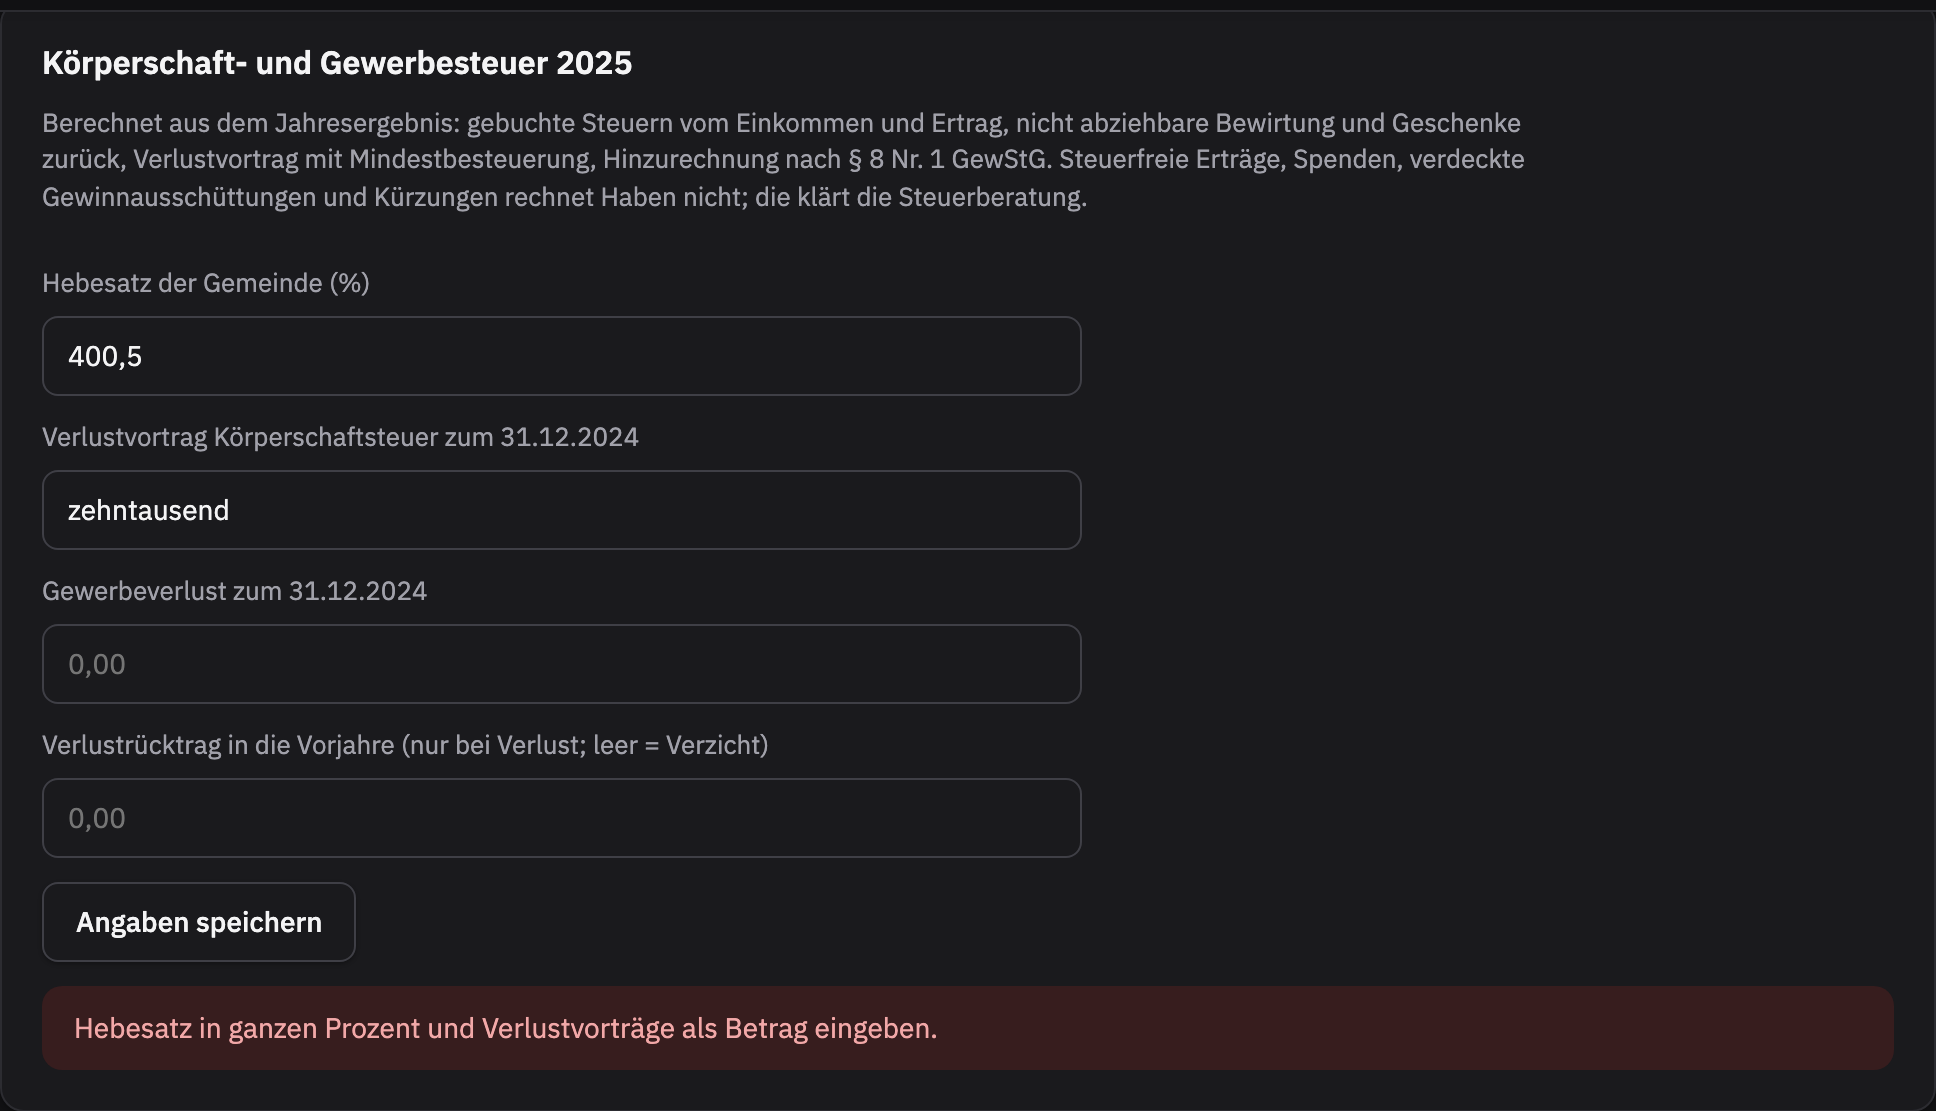 Körperschaft- und Gewerbesteuer 2025
Berechnet aus dem Jahresergebnis: gebuchte Steuern vom Einkommen und Ertrag, nicht abziehbare Bewirtung und Geschenke
zurück, Verlustvortrag mit Mindestbesteuerung, Hinzurechnung nach § 8 Nr. 1 GewStG. Steuerfreie Erträge, Spenden, verdeckte
Gewinnausschüttungen und Kürzungen rechnet Haben nicht; die klärt die Steuerberatung.
Hebesatz der Gemeinde (%)
400,5
Verlustvortrag Körperschaftsteuer zum 31.12.2024
zehntausend
Gewerbeverlust zum 31.12.2024
0,00
Verlustrücktrag in die Vorjahre (nur bei Verlust; leer = Verzicht)
0,00
Angaben speichern
Hebesatz in ganzen Prozent und Verlustvorträge als Betrag eingeben.